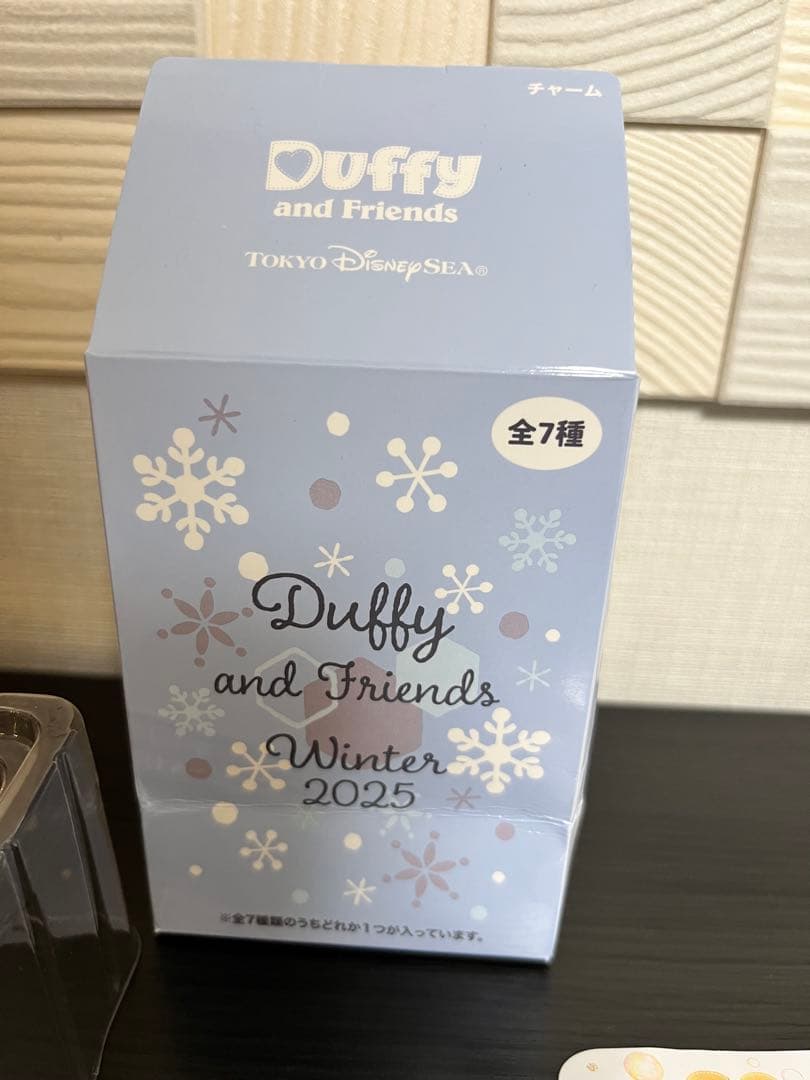 チャーム
Duffy
and Friends
TOKYO DISNEYSEA®
全7種
Duffy
and Friends
Winter
2025
※全7種類のうちどれか1つが入っています。